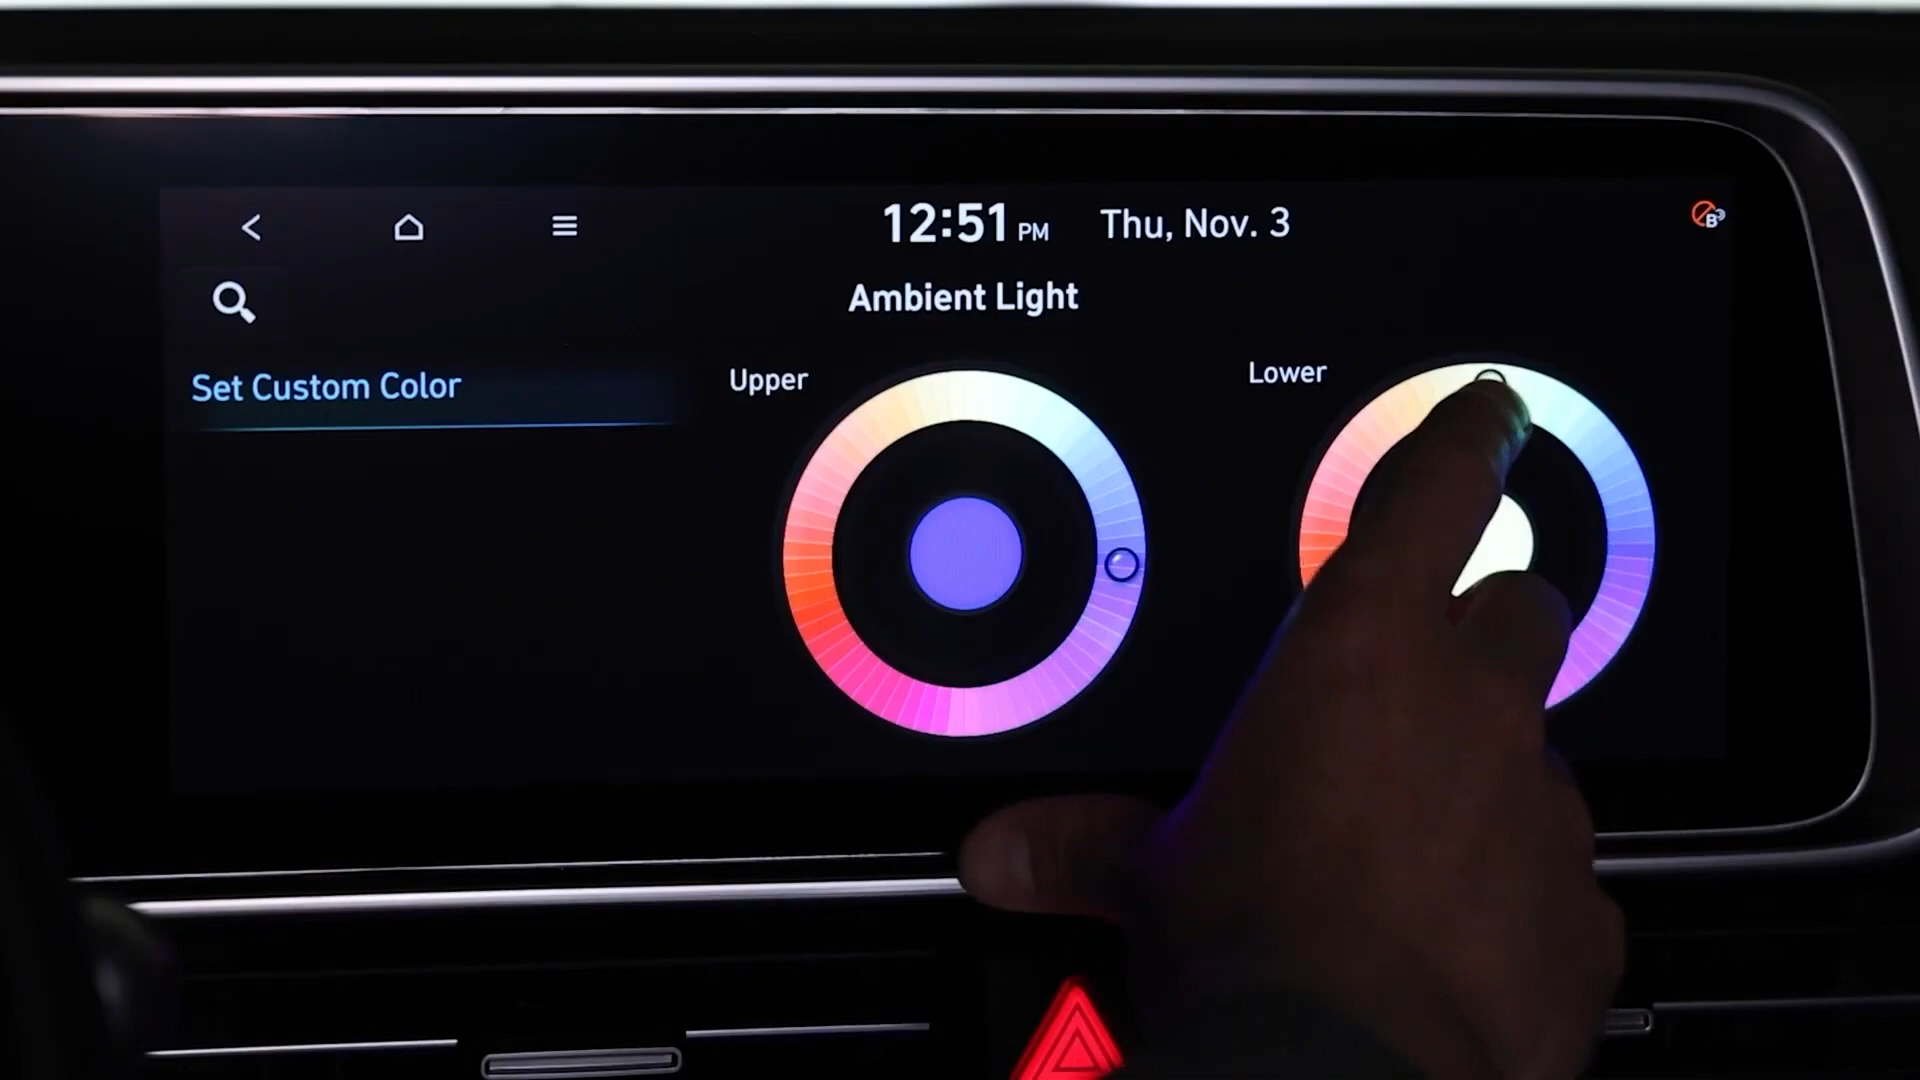 12:51 PM Thu, Nov. 3
B
Ambient Light
Set Custom Color
Upper
Lower